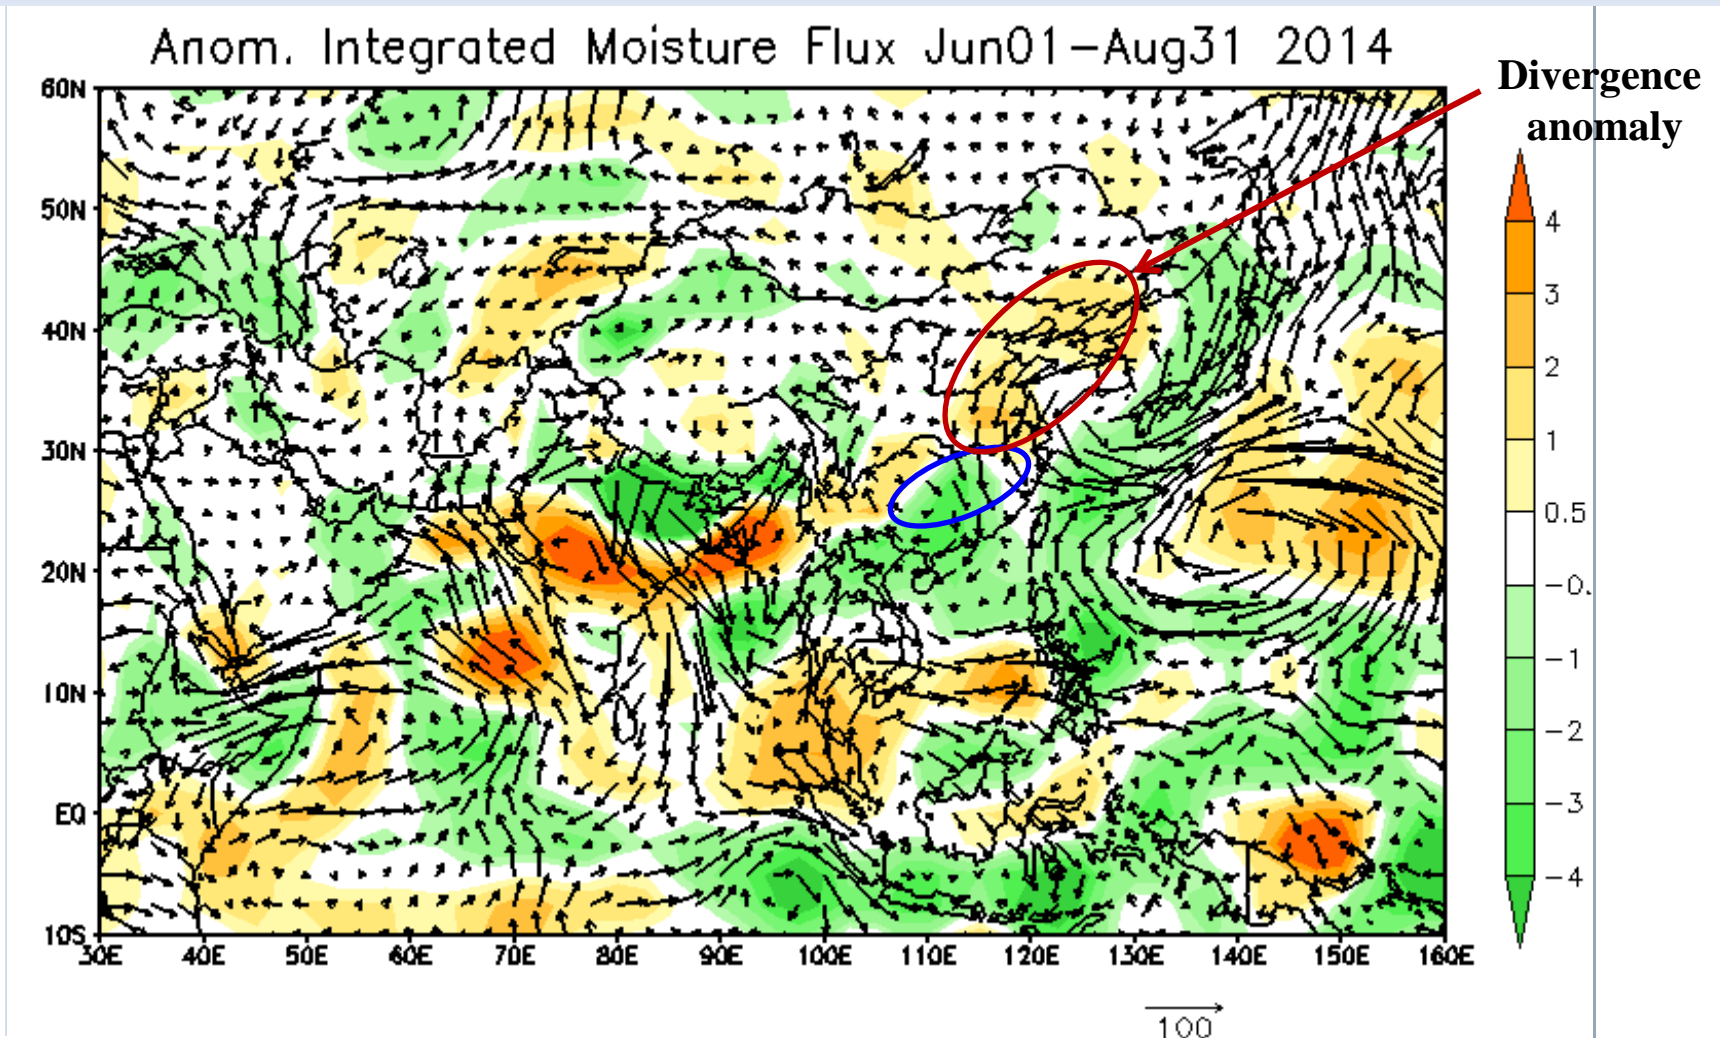 Anom. Integrated Moisture Flux Jun01-Aug31 2014
Divergence
anomaly
60N
50N
40N
30N
20N
10N
EQ
10S
30E 40E 50E 60E 70E 80E 90E 100E 110E 120E 130E 140E 150E 160E
4
3
2
1
0.5
-0.
-1
-2
-3
-4
100